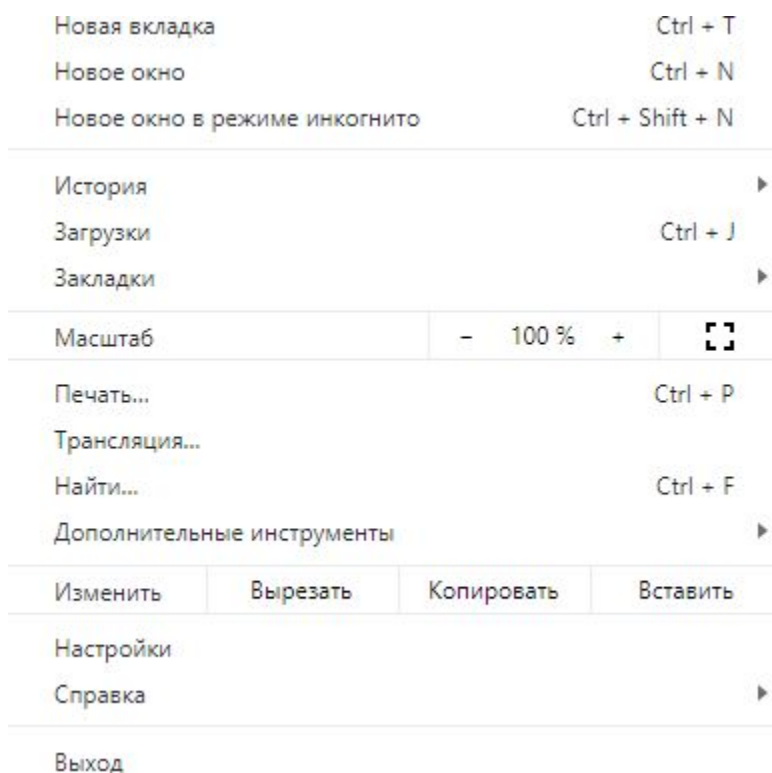 Новая вкладка Ctrl + T
Новое окно Ctrl + N
Новое окно в режиме инкогнито Ctrl + Shift + N
История
Загрузки Ctrl + J
Закладки
Масштаб – 100 % +
Печать... Ctrl + P
Трансляция...
Найти... Ctrl + F
Дополнительные инструменты
Изменить Вырезать Копировать Вставить
Настройки
Справка
Выход